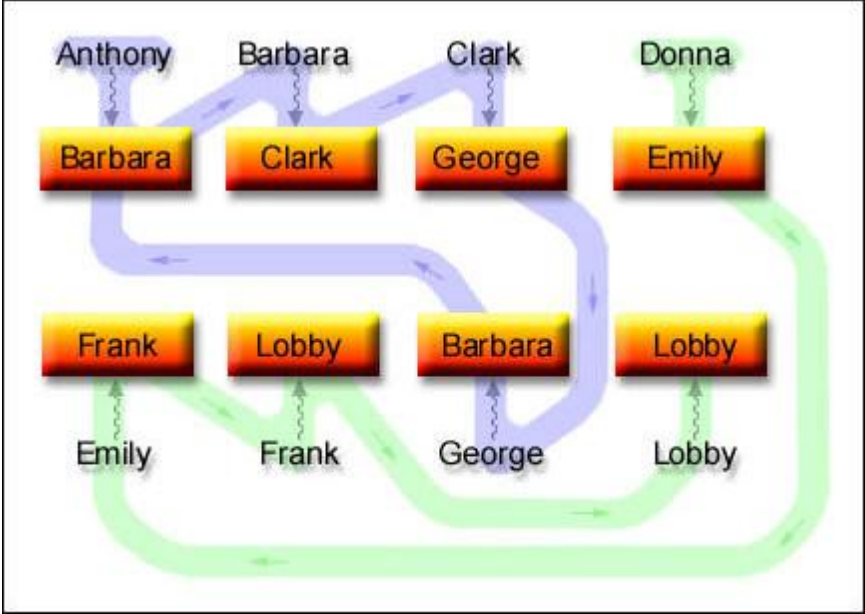 Anthony Barbara Clark Donna
Barbara Clark George Emily
Frank Lobby Barbara Lobby
Emily Frank George Lobby